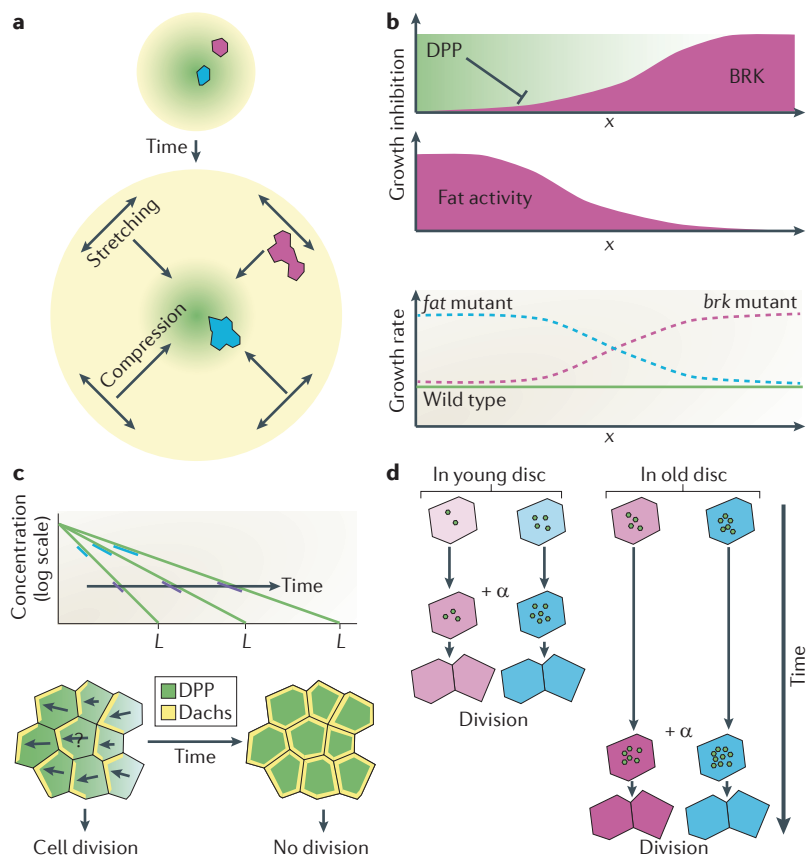 a
Time
Stretching
Compression
b
Growth inhibition
DPP
BRK
x
Fat activity
x
Growth rate
fat mutant
brk mutant
Wild type
x
c
Concentration
(log scale)
Time
L
L
L
DPP
Dachs
?
Time
Cell division
No division
d
In young disc
In old disc
+ α
Division
+ α
Division
Time